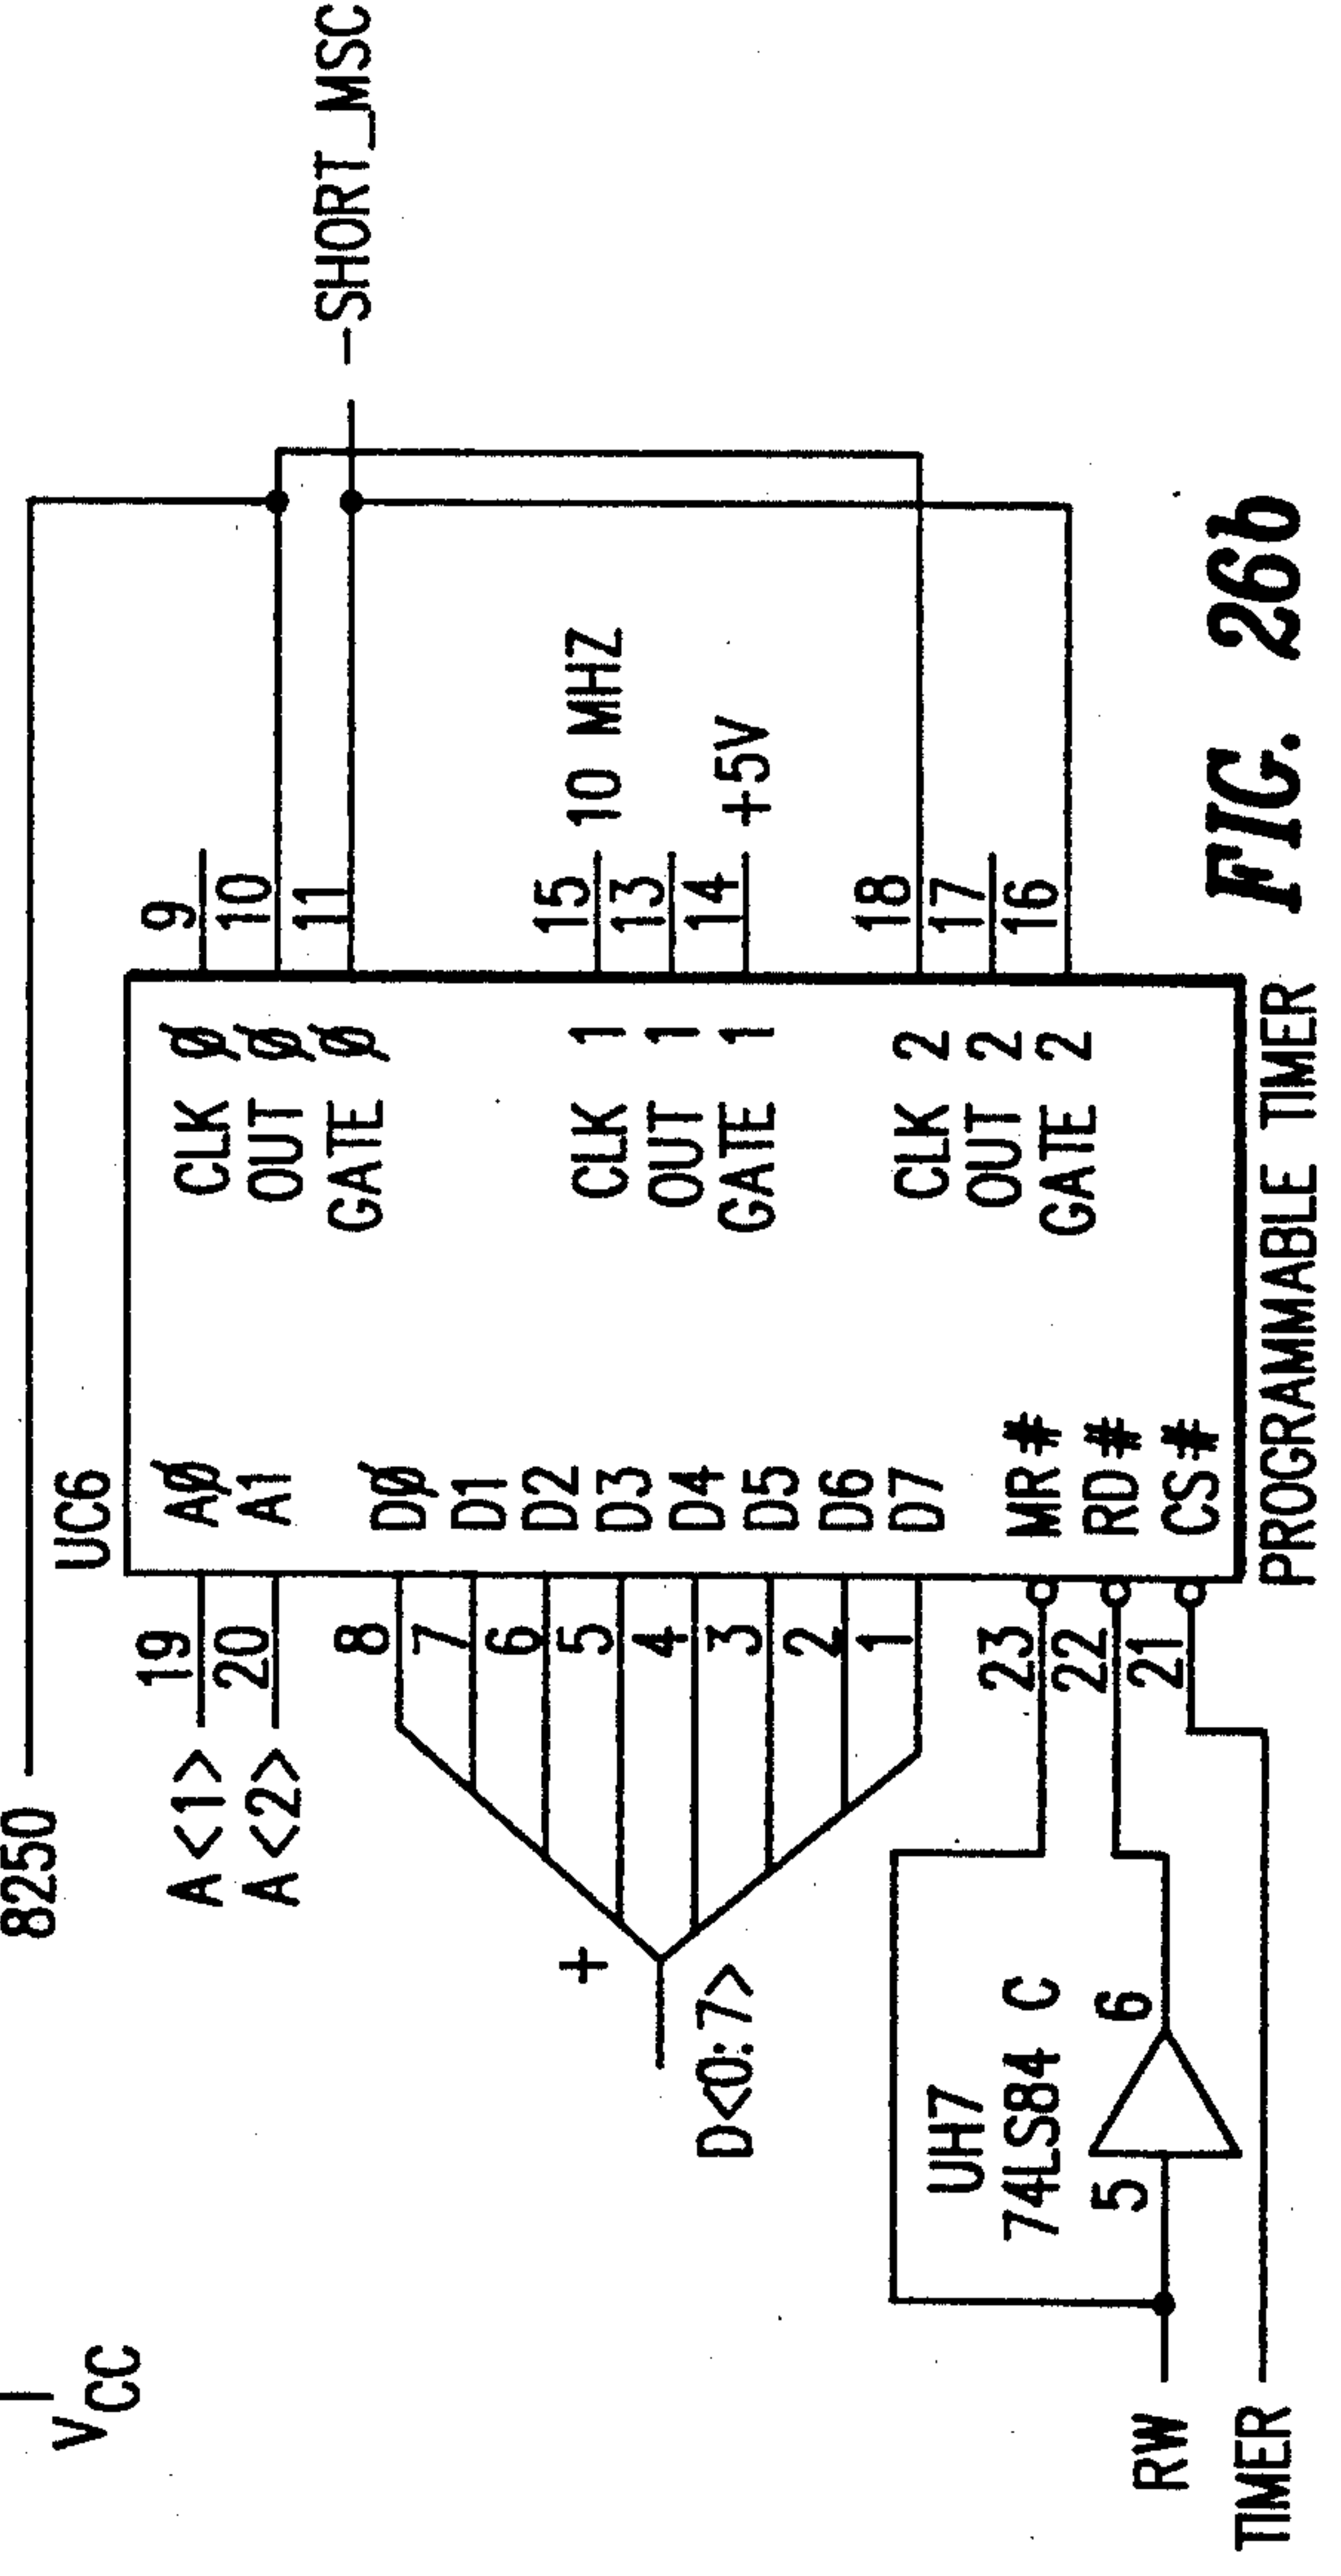 8250
-SHORT_MSC
UC6
A<1> 19 A0 CLK 0 9
A<2> 20 A1 OUT 0 10
GATE 0 11
8 D0
7 D1
6 D2 CLK 1 15 10 MHZ
+ 5 D3 OUT 1 13
4 D4 GATE 1 14 +5V
D<0:7> 3 D5
2 D6
1 D7 CLK 2 18
OUT 2 17
23 MR# GATE 2 16
22 RD#
21 CS#
VCC
UH7
74LS84 C
5 6
RW
TIMER
PROGRAMMABLE TIMER
FIG. 26b